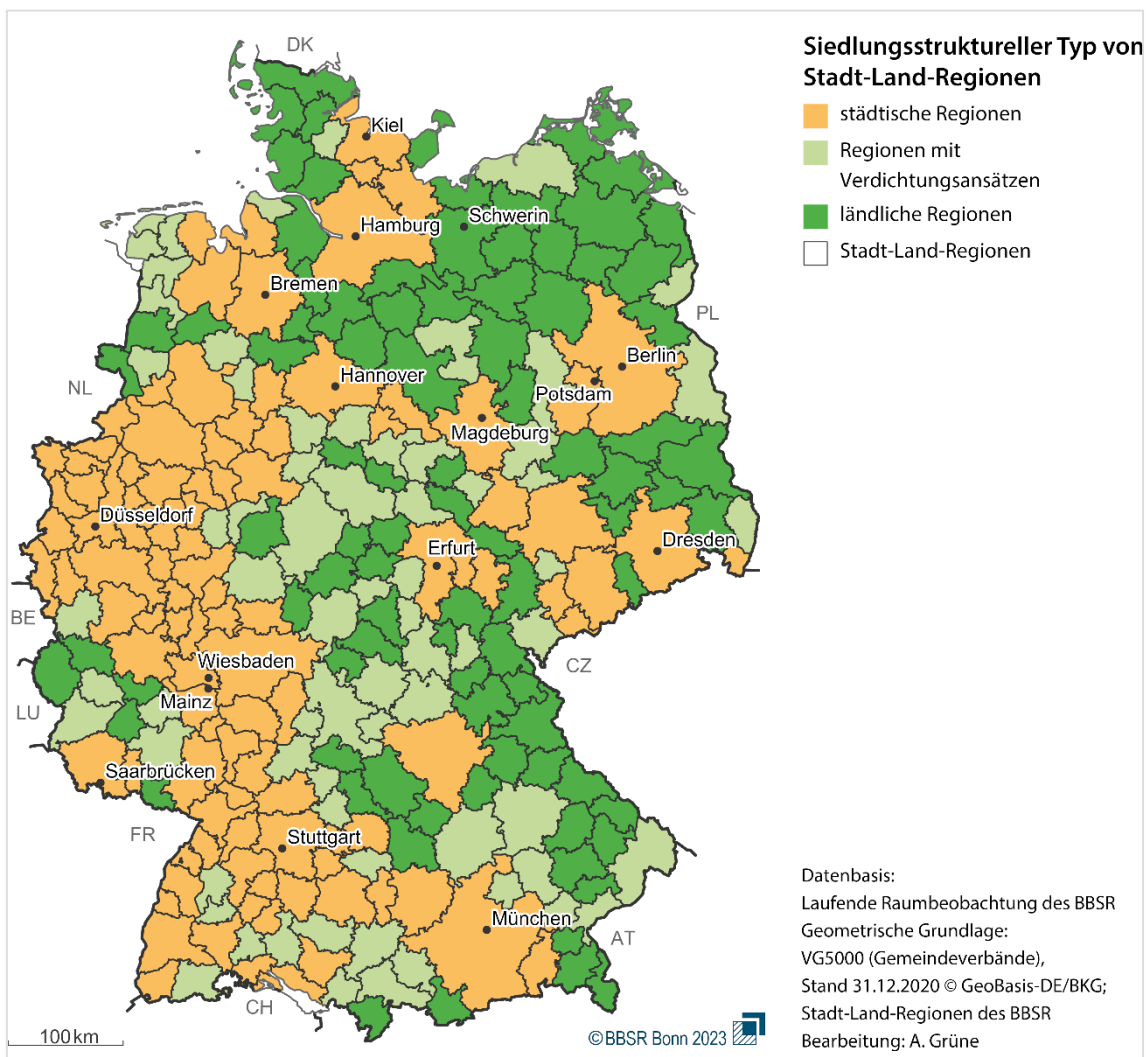 Siedlungsstruktureller Typ von
Stadt-Land-Regionen
städtische Regionen
Regionen mit
Verdichtungsansätzen
ländliche Regionen
Stadt-Land-Regionen
DK
Kiel
Schwerin
Hamburg
Bremen
PL
Berlin
Hannover
NL
Potsdam
Magdeburg
Düsseldorf
Dresden
Erfurt
BE
Wiesbaden
CZ
Mainz
LU
Saarbrücken
FR
Stuttgart
München
AT
CH
100 km
©BBSR Bonn 2023
Datenbasis:
Laufende Raumbeobachtung des BBSR
Geometrische Grundlage:
VG5000 (Gemeindeverbände),
Stand 31.12.2020 © GeoBasis-DE/BKG;
Stadt-Land-Regionen des BBSR
Bearbeitung: A. Grüne